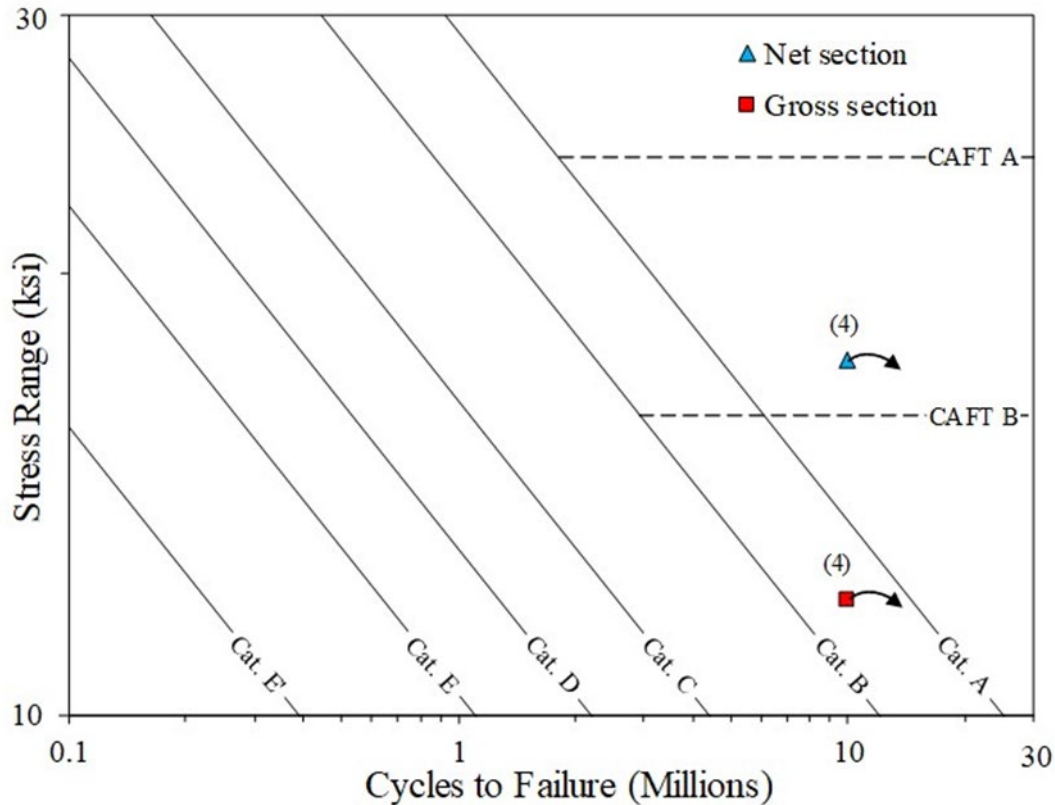 30
Net section
Gross section
CAFT A
Stress Range (ksi)
(4)
CAFT B
(4)
Cat. E'
Cat. E
Cat. D
Cat. C
Cat. B
Cat. A
10
0.1
1
10
30
Cycles to Failure (Millions)